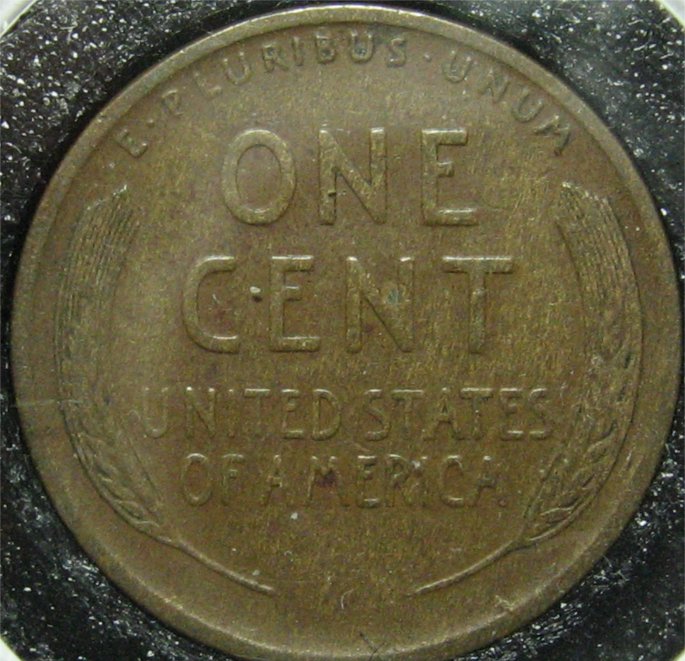 E · PLURIBUS · UNUM
ONE
CENT
UNITED STATES
OF AMERICA